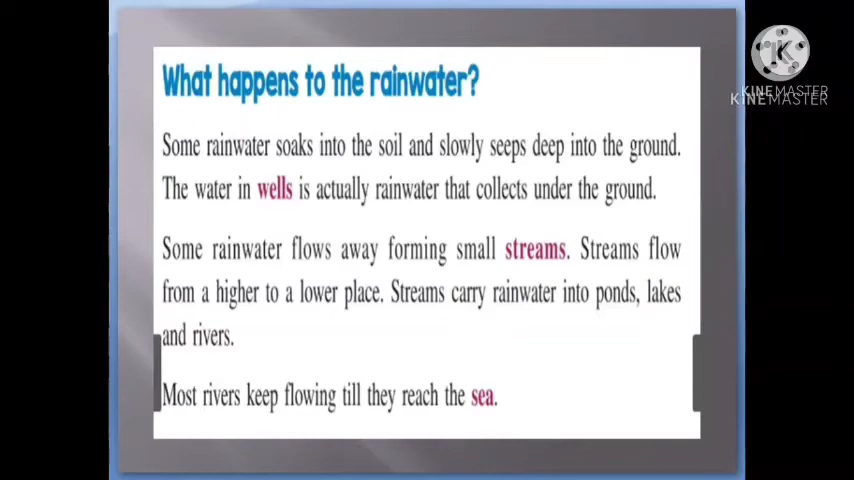 What happens to the rainwater?
Some rainwater soaks into the soil and slowly seeps deep into the ground.
The water in wells is actually rainwater that collects under the ground.
Some rainwater flows away forming small streams. Streams flow
from a higher to a lower place. Streams carry rainwater into ponds, lakes
and rivers.
Most rivers keep flowing till they reach the sea.
K
KINEMASTER
KINEMASTER